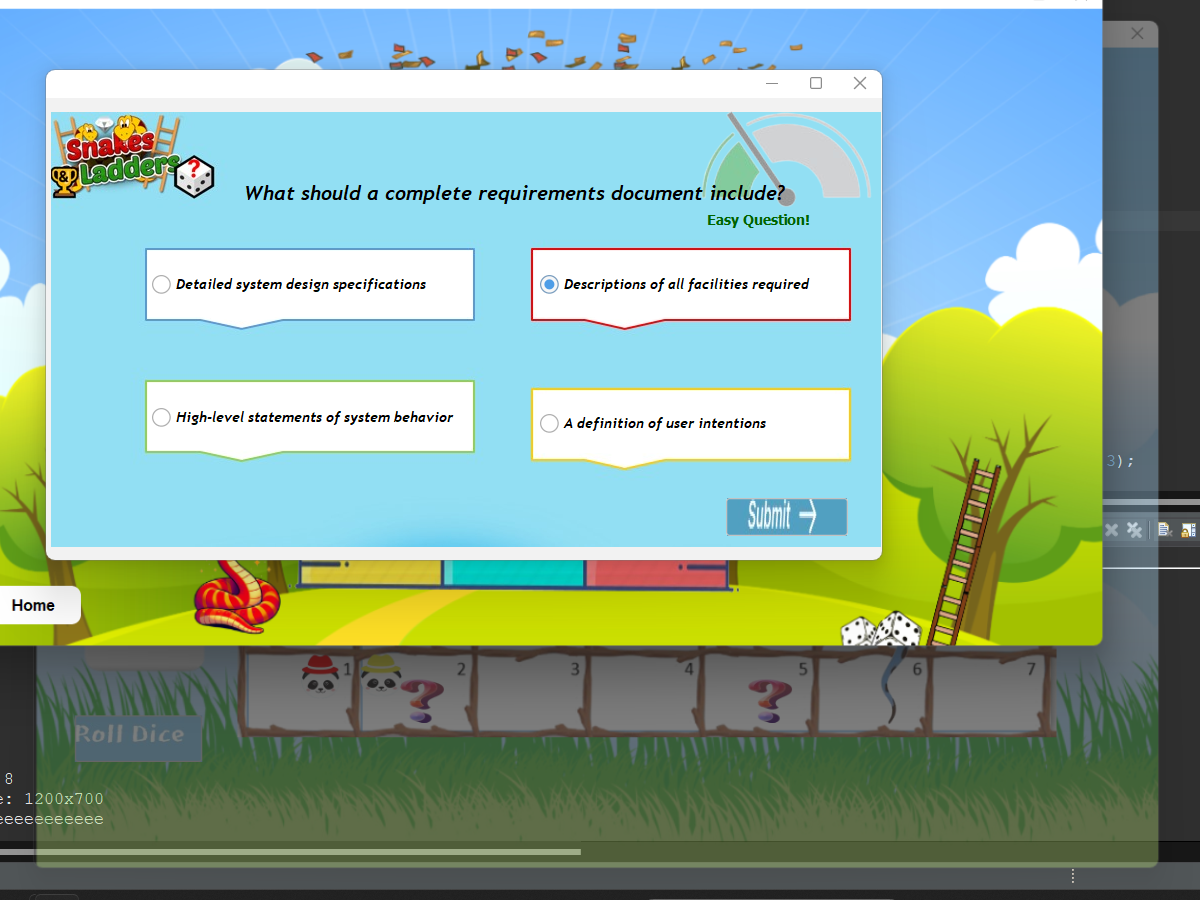 Snakes
& Ladders
?
What should a complete requirements document include?
Easy Question!
Detailed system design specifications
Descriptions of all facilities required
High-level statements of system behavior
A definition of user intentions
Submit
3);
Home
1
2
3
4
5
6
7
?
?
Roll Dice
8
e: 1200x700
eeeeeeeeeee